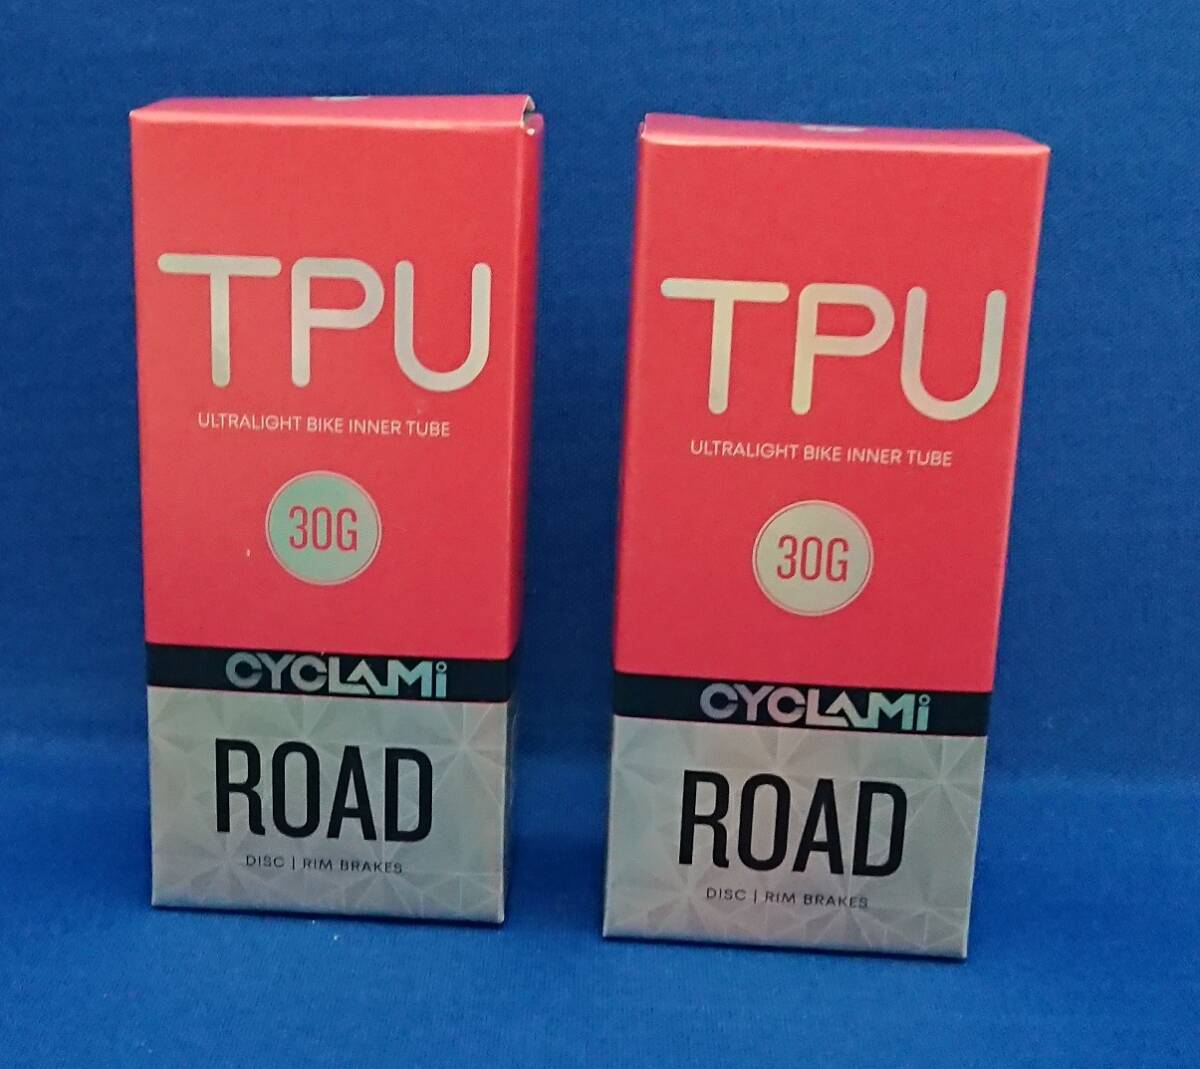 TPU
ULTRALIGHT BIKE INNER TUBE
30G
CYCLAMi
ROAD
DISC | RIM BRAKES
TPU
ULTRALIGHT BIKE INNER TUBE
30G
CYCLAMi
ROAD
DISC | RIM BRAKES